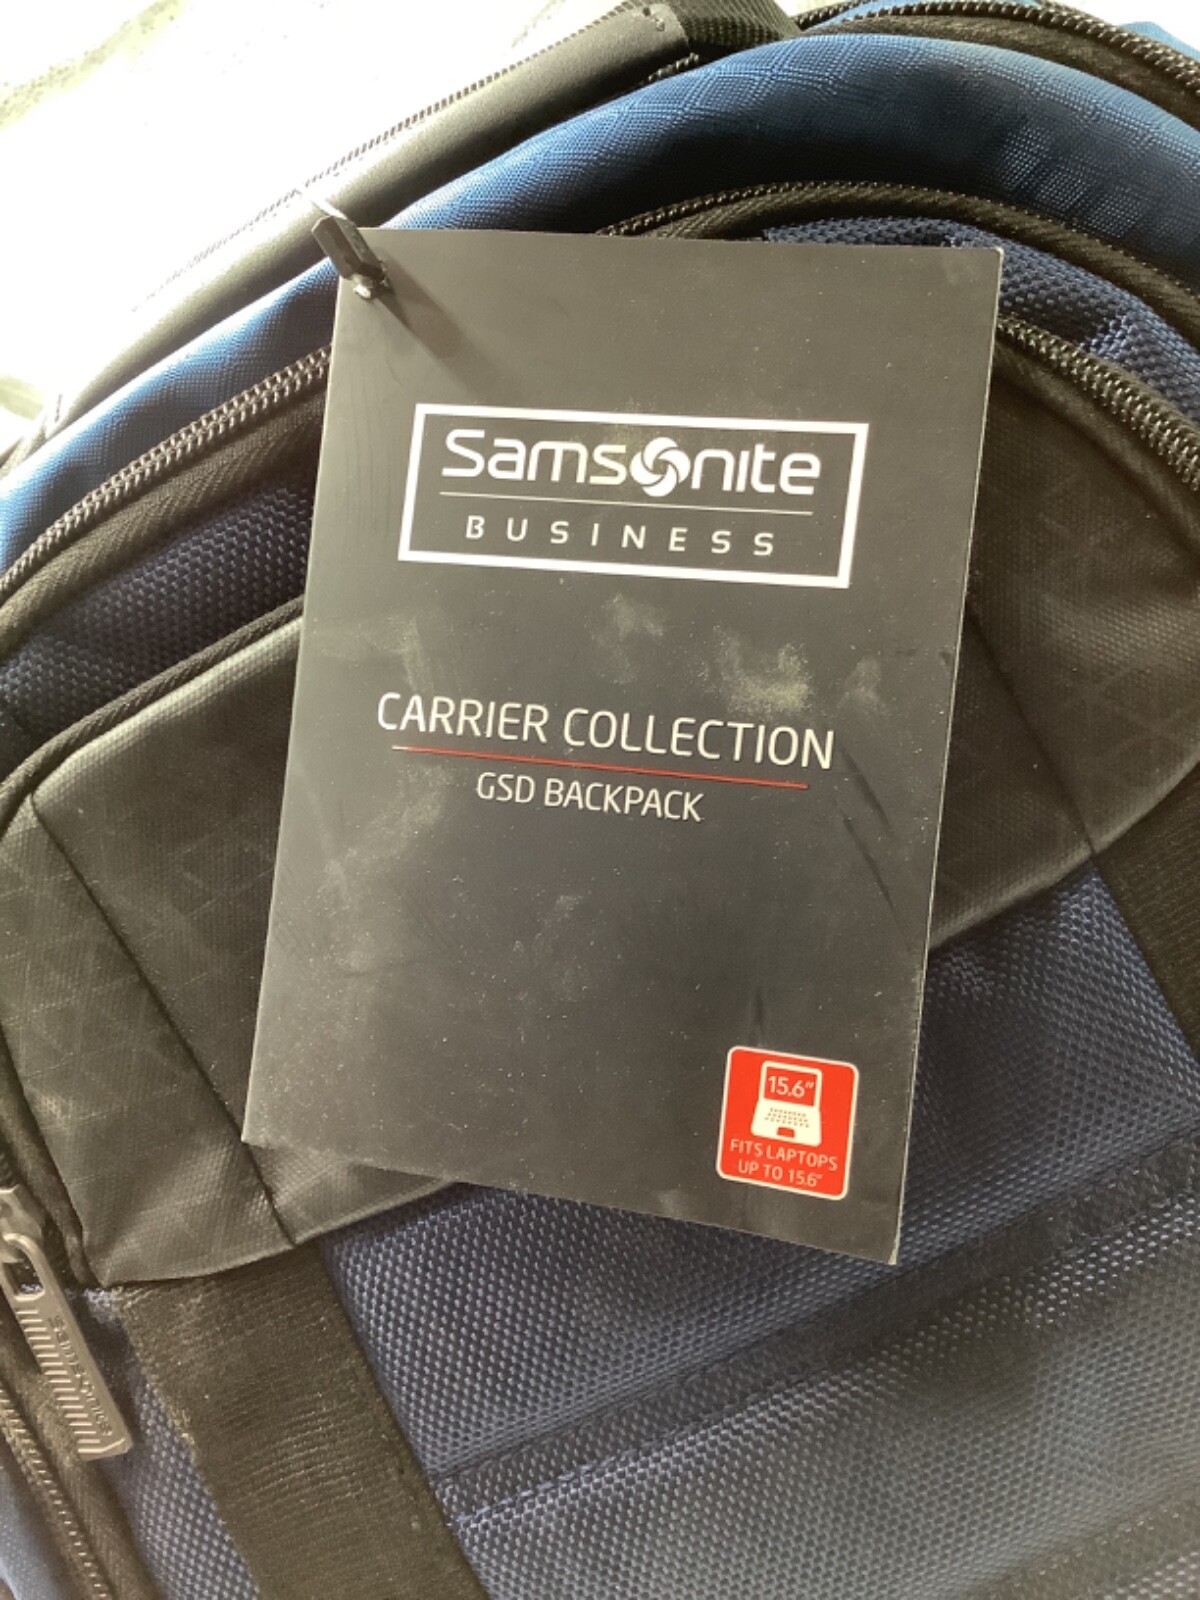 Samsonite
BUSINESS
CARRIER COLLECTION
GSD BACKPACK
15.6"
FITS LAPTOPS
UP TO 15.6"